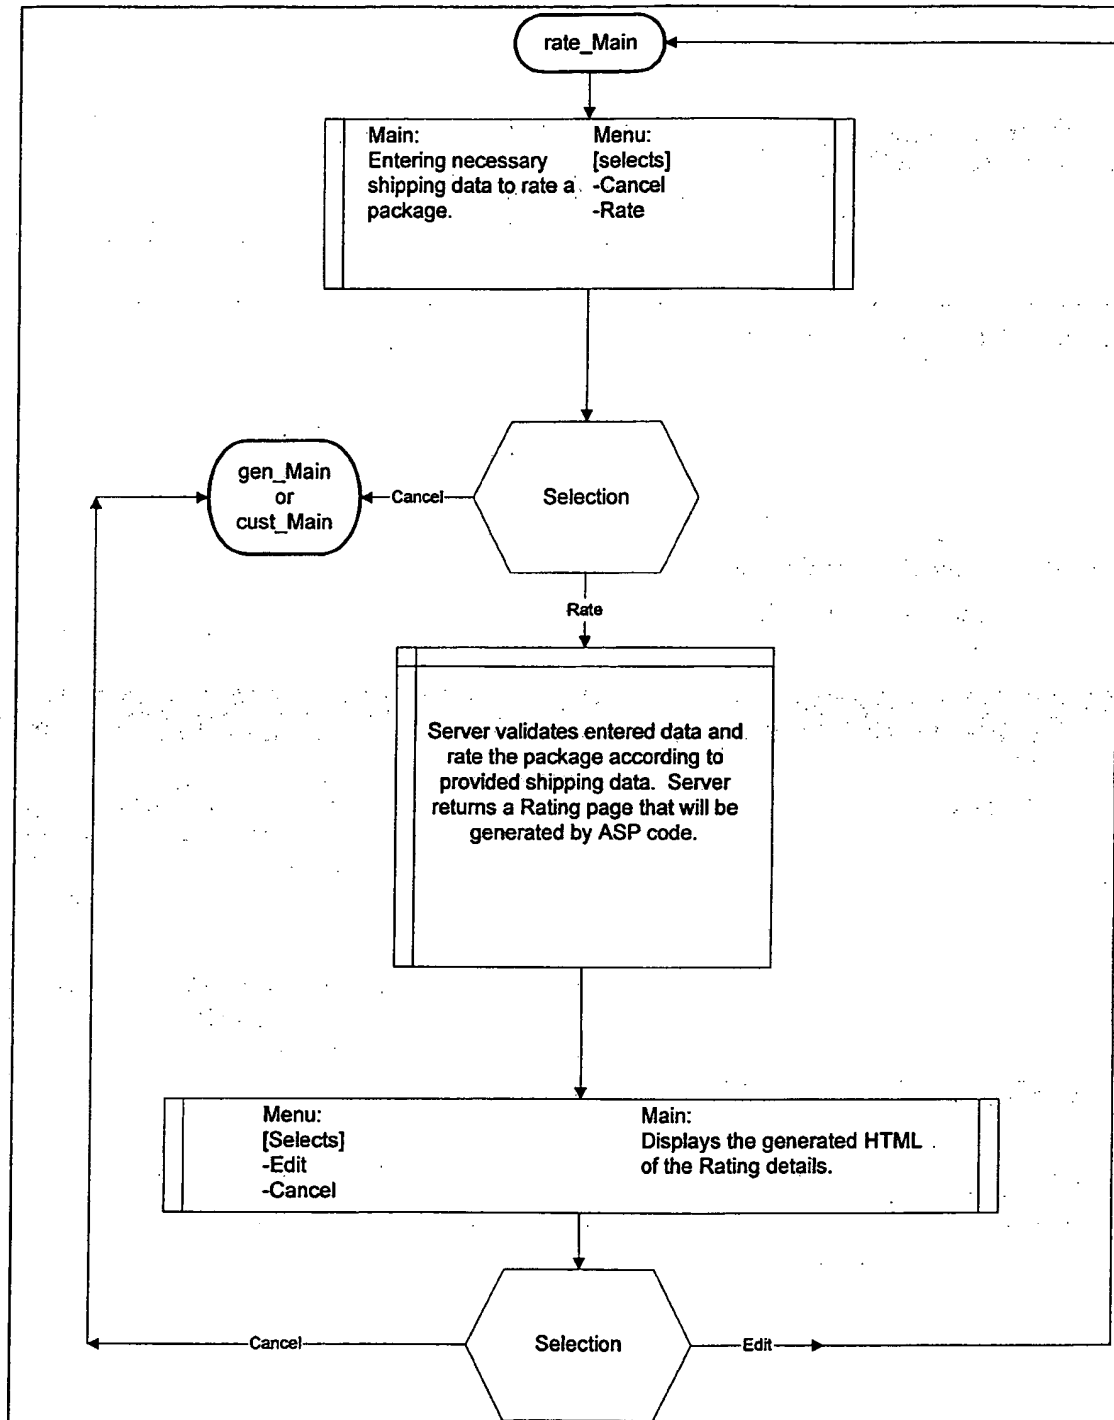 rate_Main
Main:
Entering necessary
shipping data to rate a
package.
Menu:
[selects]
-Cancel
-Rate
gen_Main
or
cust_Main
Cancel
Selection
Rate
Server validates entered data and
rate the package according to
provided shipping data. Server
returns a Rating page that will be
generated by ASP code.
Menu:
[Selects]
-Edit
-Cancel
Main:
Displays the generated HTML
of the Rating details.
Cancel
Selection
Edit